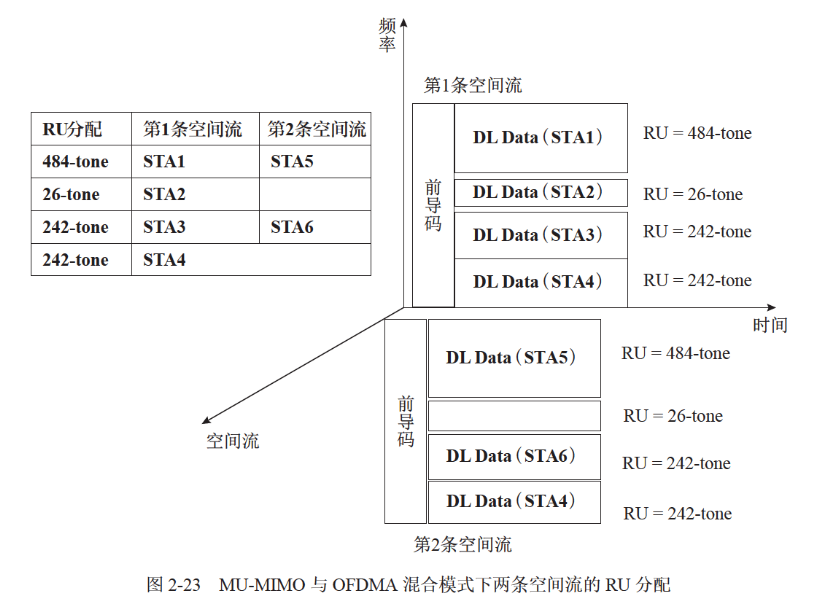 频率
第1条空间流
RU分配 第1条空间流 第2条空间流
484-tone STA1 STA5
26-tone STA2
242-tone STA3 STA6
242-tone STA4
前导码
DL Data(STA1) RU = 484-tone
DL Data(STA2) RU = 26-tone
DL Data(STA3) RU = 242-tone
DL Data(STA4) RU = 242-tone
时间
空间流
前导码
DL Data(STA5) RU = 484-tone
RU = 26-tone
DL Data(STA6) RU = 242-tone
DL Data(STA4) RU = 242-tone
第2条空间流
图 2-23 MU-MIMO 与 OFDMA 混合模式下两条空间流的 RU 分配